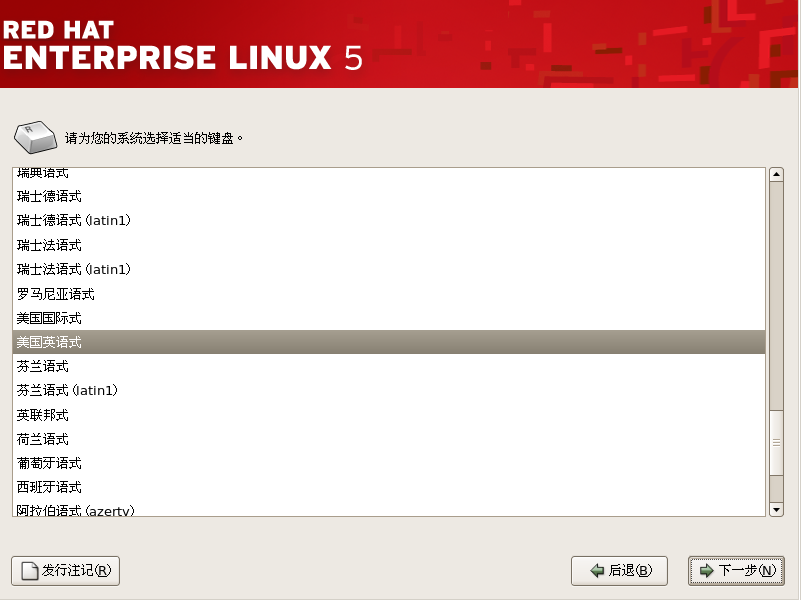 RED HAT
ENTERPRISE LINUX 5
请为您的系统选择适当的键盘。
瑞典语式
瑞士德语式
瑞士德语式 (latin1)
瑞士法语式
瑞士法语式 (latin1)
罗马尼亚语式
美国国际式
美国英语式
芬兰语式
芬兰语式 (latin1)
英联邦式
荷兰语式
葡萄牙语式
西班牙语式
阿拉伯语式 (azerty)
发行注记(R)
后退(B)
下一步(N)